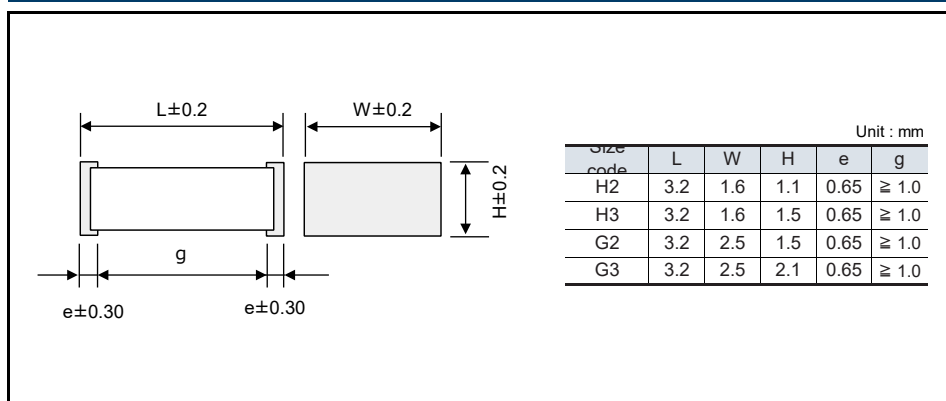 L±0.2
W±0.2
H±0.2
g
e±0.30
e±0.30
Unit : mm
Size code L W H e g
H2 3.2 1.6 1.1 0.65 ≧ 1.0
H3 3.2 1.6 1.5 0.65 ≧ 1.0
G2 3.2 2.5 1.5 0.65 ≧ 1.0
G3 3.2 2.5 2.1 0.65 ≧ 1.0